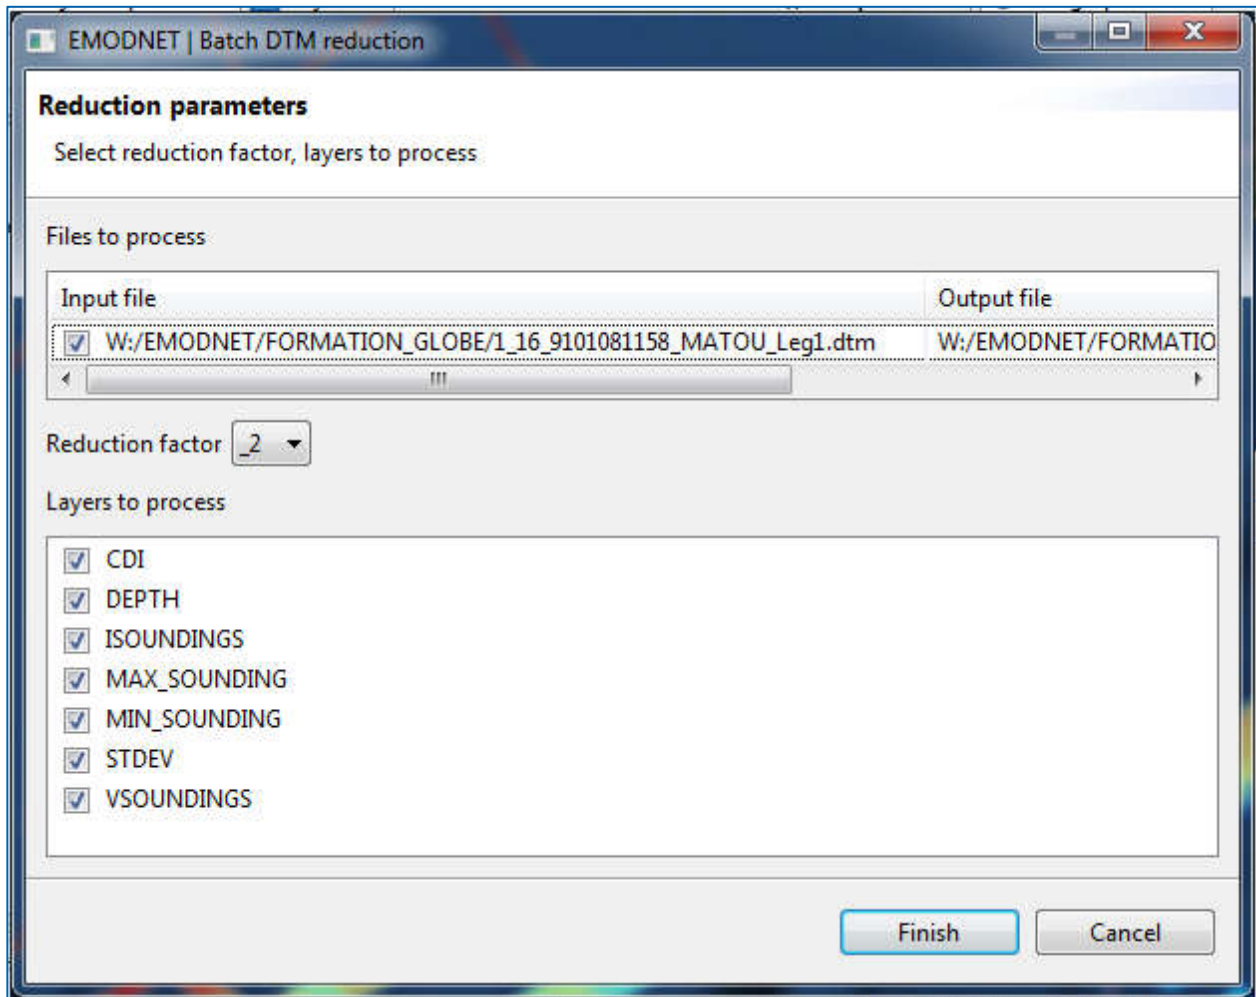 EMODNET | Batch DTM reduction
Reduction parameters
Select reduction factor, layers to process
Files to process
Input file Output file
W:/EMODNET/FORMATION_GLOBE/1_16_9101081158_MATOU_Leg1.dtm W:/EMODNET/FORMATIO
Reduction factor _2
Layers to process
CDI
DEPTH
ISOUNDINGS
MAX_SOUNDING
MIN_SOUNDING
STDEV
VSOUNDINGS
Finish Cancel